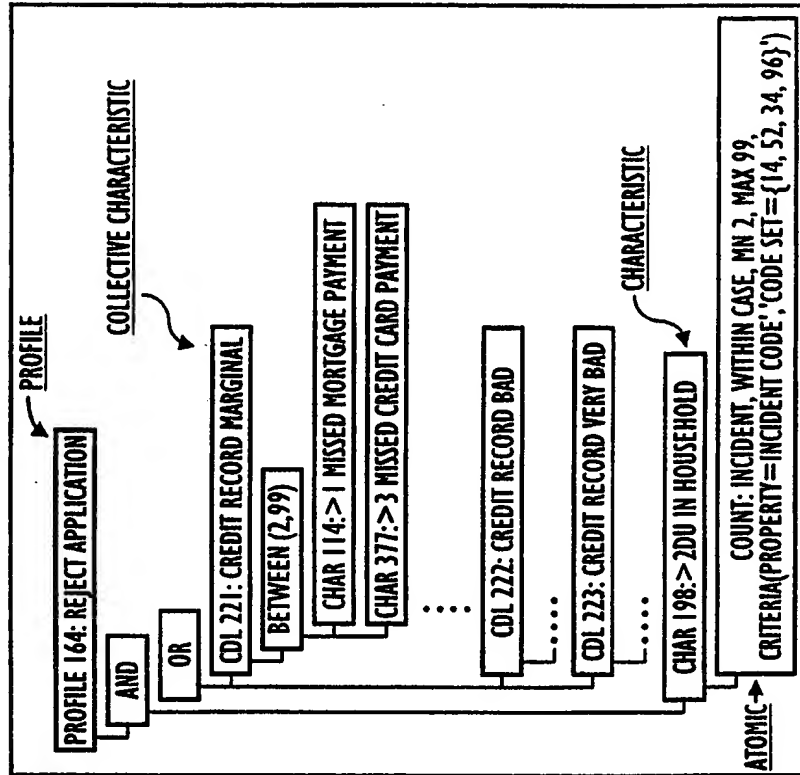 PROFILE
PROFILE 164: REJECT APPLICATION
AND
OR
COLLECTIVE CHARACTERISTIC
CDL 221: CREDIT RECORD MARGINAL
BETWEEN (2,99)
CHAR 114:>1 MISSED MORTGAGE PAYMENT
CHAR 377:>3 MISSED CREDIT CARD PAYMENT
....
CDL 222: CREDIT RECORD BAD
....
CDL 223: CREDIT RECORD VERY BAD
....
CHARACTERISTIC
CHAR 198:>2DU IN HOUSEHOLD
ATOMIC
COUNT: INCIDENT, WITHIN CASE, MN 2, MAX 99,
CRITERIA(PROPERTY=INCIDENT CODE','CODE SET={14, 52, 34, 96}')